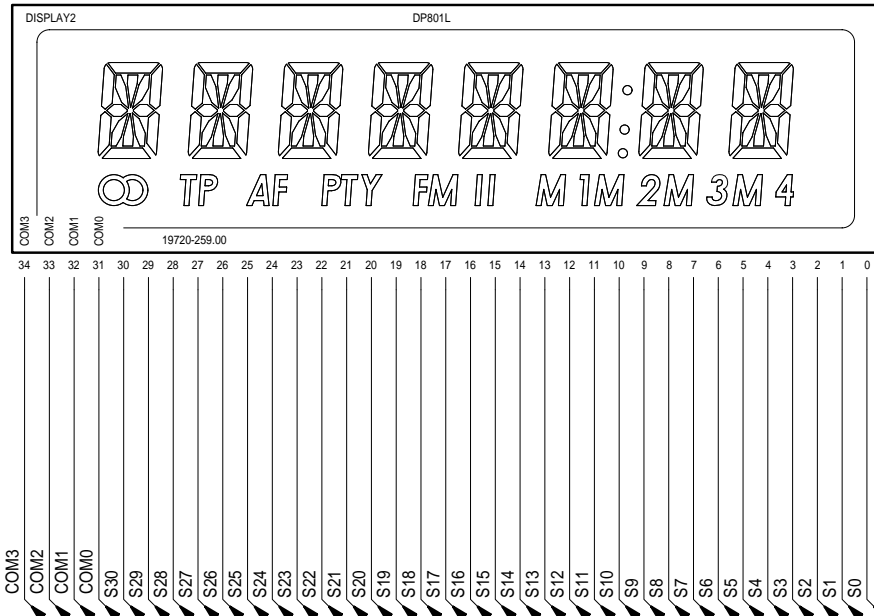 DISPLAY2 DP801L
TP AF PTY FM II M 1 M 2 M 3 M 4
COM3 COM2 COM1 COM0
19720-259.00
34 33 32 31 30 29 28 27 26 25 24 23 22 21 20 19 18 17 16 15 14 13 12 11 10 9 8 7 6 5 4 3 2 1 0
COM3 COM2 COM1 COM0 S30 S29 S28 S27 S26 S25 S24 S23 S22 S21 S20 S19 S18 S17 S16 S15 S14 S13 S12 S11 S10 S9 S8 S7 S6 S5 S4 S3 S2 S1 S0